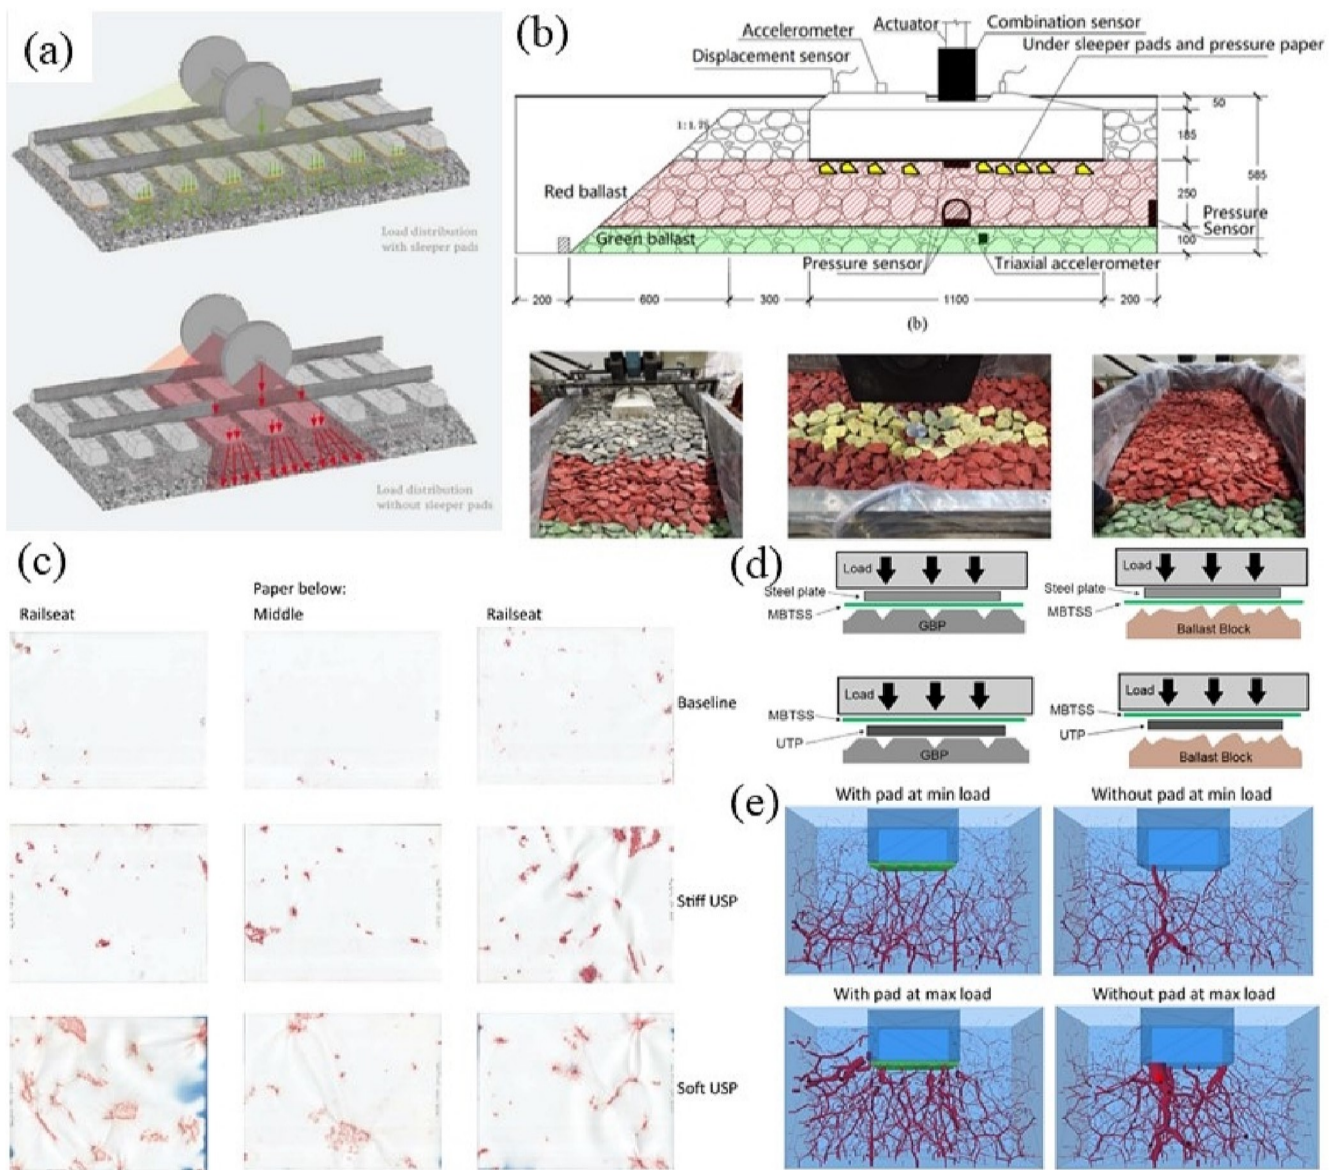 (a)
Load distribution
with sleeper pads
Load distribution
without sleeper pads
(b)
Actuator
Combination sensor
Accelerometer
Under sleeper pads and pressure paper
Displacement sensor
50
1:1.75
185
585
Red ballast
250
Pressure
Sensor
Green ballast
100
Pressure sensor
Triaxial accelerometer
200
600
300
1100
200
(b)
(c)
Paper below:
Railseat
Middle
Railseat
Baseline
Stiff USP
Soft USP
(d)
Load
Steel plate
MBTSS
GBP
Load
Steel plate
MBTSS
Ballast Block
Load
MBTSS
UTP
GBP
Load
MBTSS
UTP
Ballast Block
(e)
With pad at min load
Without pad at min load
With pad at max load
Without pad at max load